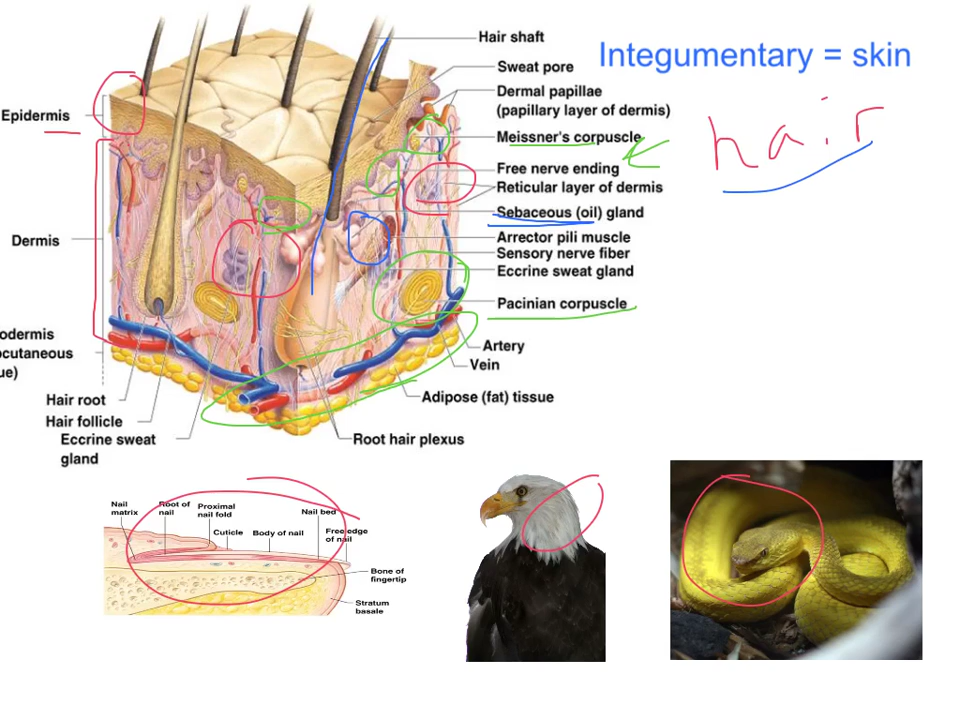 Integumentary = skin
hair
Hair shaft
Sweat pore
Dermal papillae
(papillary layer of dermis)
Meissner's corpuscle
Free nerve ending
Reticular layer of dermis
Sebaceous (oil) gland
Arrector pili muscle
Sensory nerve fiber
Eccrine sweat gland
Pacinian corpuscle
Artery
Vein
Adipose (fat) tissue
Root hair plexus
Epidermis
Dermis
odermis
ocutaneous
ue)
Hair root
Hair follicle
Eccrine sweat
gland
Nail
matrix
Root of
nail
Proximal
nail fold
Cuticle
Body of nail
Nail bed
Free edge
of nail
Bone of
fingertip
Stratum
basale